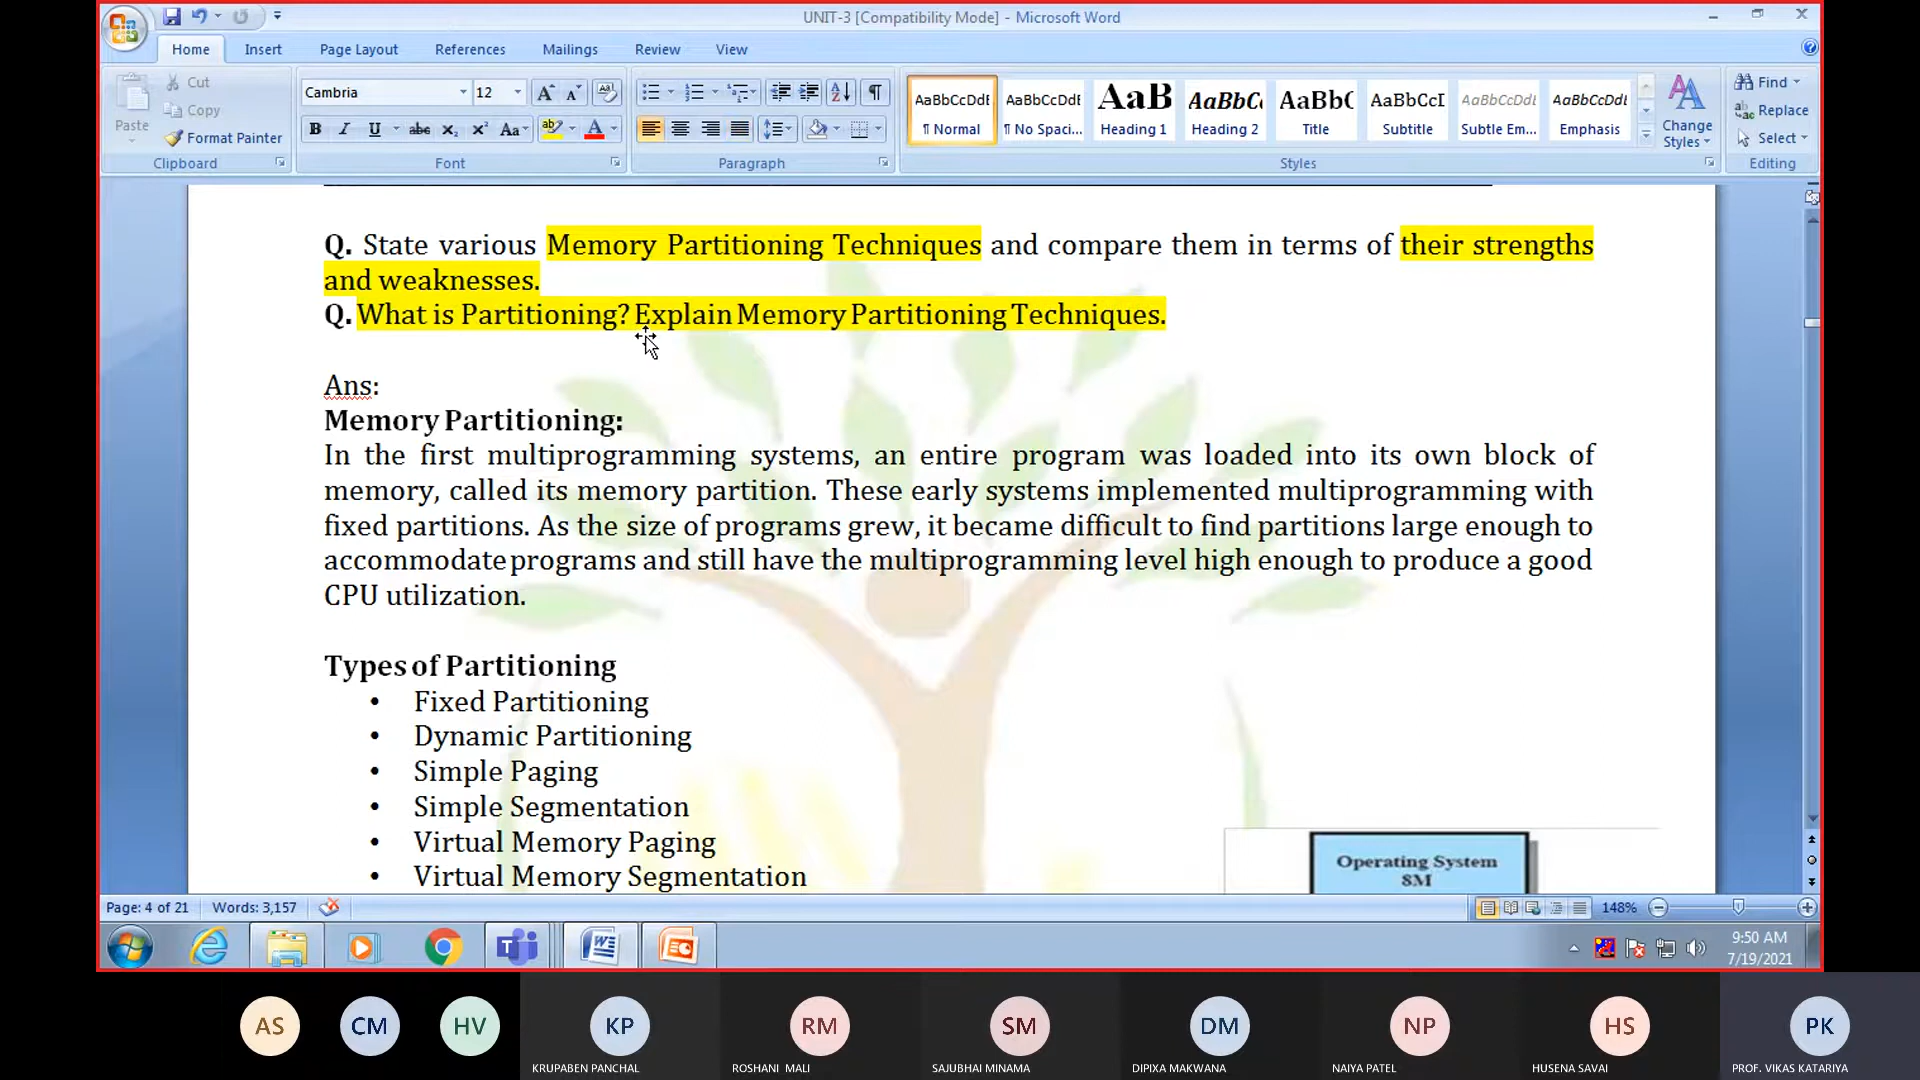 UNIT-3 [Compatibility Mode] - Microsoft Word
Home Insert Page Layout References Mailings Review View
Paste
Cut
Copy
Format Painter
Clipboard
Cambria 12
Font
Paragraph
AaBbCcDdE AaBbCcDdE AaB AaBbC AaBbC AaBbCcI AaBbCcDdE AaBbCcDdE
¶ Normal ¶ No Spaci... Heading 1 Heading 2 Title Subtitle Subtle Em... Emphasis
Change Styles
Styles
Find
Replace
Select
Editing
Q. State various Memory Partitioning Techniques and compare them in terms of their strengths
and weaknesses.
Q. What is Partitioning? Explain Memory Partitioning Techniques.
Ans:
Memory Partitioning:
In the first multiprogramming systems, an entire program was loaded into its own block of
memory, called its memory partition. These early systems implemented multiprogramming with
fixed partitions. As the size of programs grew, it became difficult to find partitions large enough to
accommodate programs and still have the multiprogramming level high enough to produce a good
CPU utilization.
Types of Partitioning
• Fixed Partitioning
• Dynamic Partitioning
• Simple Paging
• Simple Segmentation
• Virtual Memory Paging
• Virtual Memory Segmentation
Operating System
8M
Page: 4 of 21 Words: 3,157 148%
9:50 AM
7/19/2021
AS CM HV KP RM SM DM NP HS PK
KRUPABEN PANCHAL ROSHANI MALI SAJUBHAI MINAMA DIPIXA MAKWANA NAIYA PATEL HUSENA SAVAI PROF. VIKAS KATARIYA